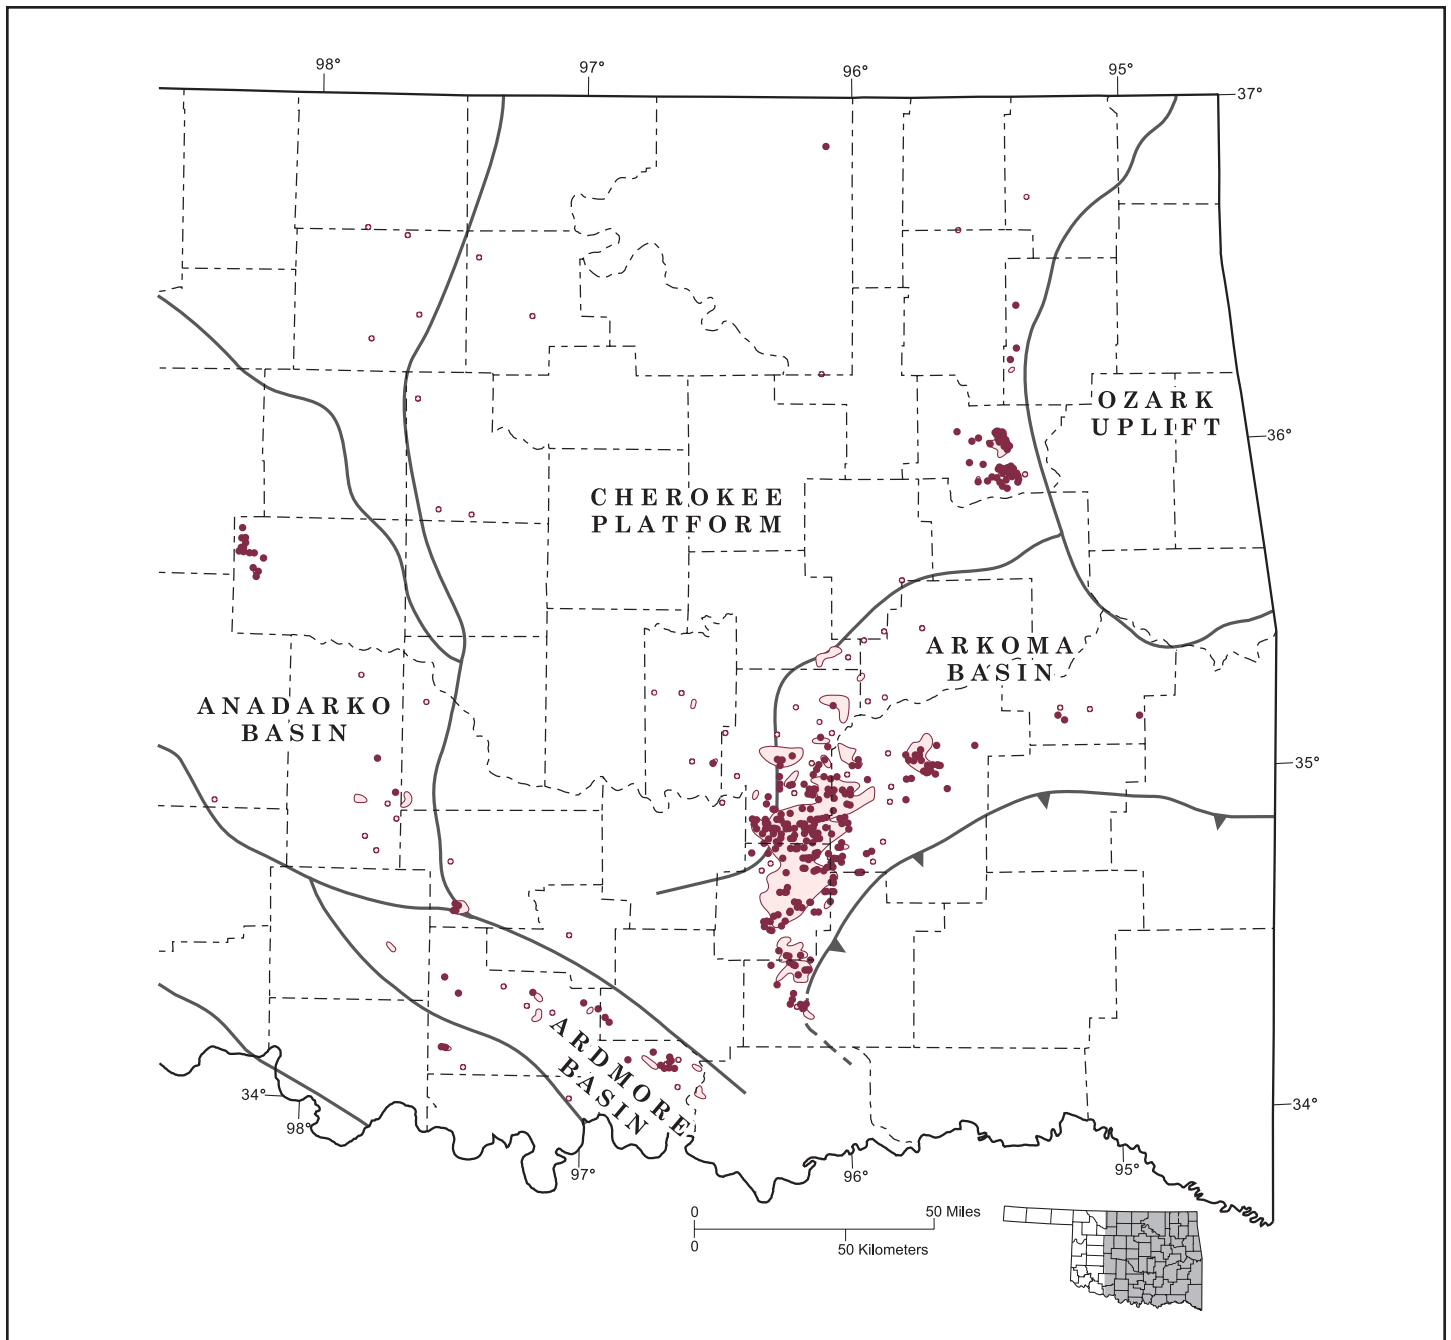 98°
97°
96°
95°
37°
OZARK
UPLIFT
36°
CHEROKEE
PLATFORM
ARKOMA
BASIN
ANADARKO
BASIN
35°
ARDMORE
BASIN
34°
98°
34°
97°
96°
95°
0
50 Miles
0
50 Kilometers